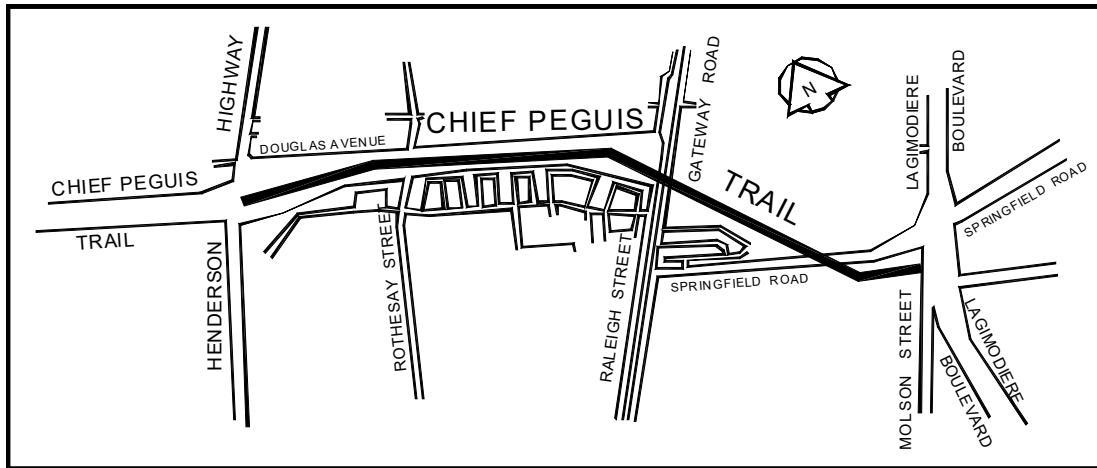 HIGHWAY
DOUGLAS AVENUE
CHIEF PEGUIS
GATEWAY ROAD
N
LAGIMODIERE
BOULEVARD
CHIEF PEGUIS
TRAIL
TRAIL
SPRINGFIELD ROAD
HENDERSON
ROTHESAY STREET
RALEIGH STREET
SPRINGFIELD ROAD
MOLSON STREET
BOULEVARD
LAGIMODIERE